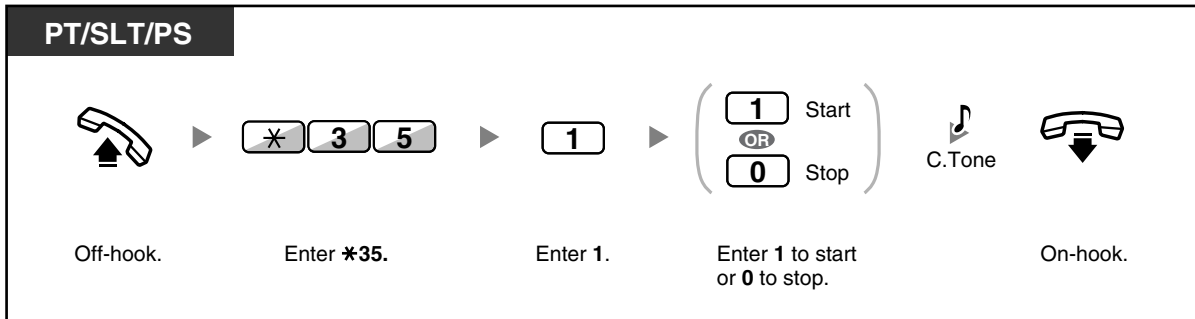 PT/SLT/PS
✳ 3 5
1
1 Start
OR
0 Stop
C.Tone
Off-hook.
Enter ✳35.
Enter 1.
Enter 1 to start
or 0 to stop.
On-hook.